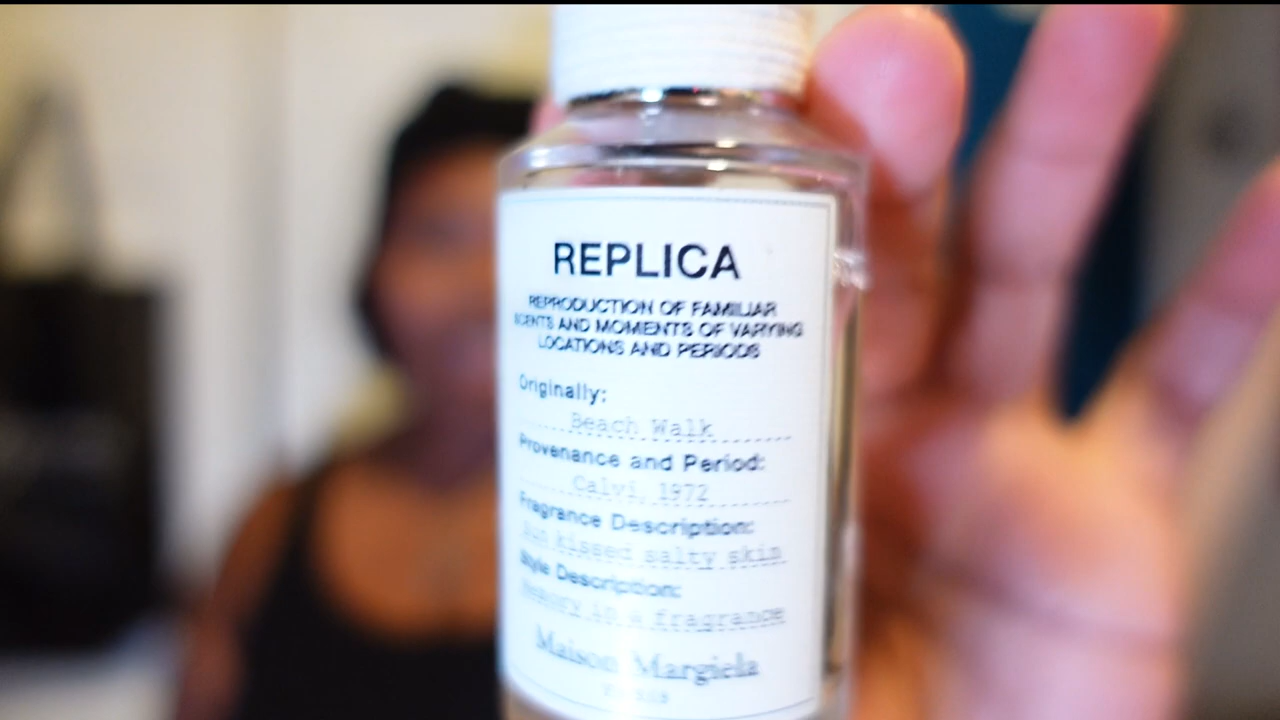 REPLICA
REPRODUCTION OF FAMILIAR
SCENTS AND MOMENTS OF VARYING
LOCATIONS AND PERIODS
Originally:
Beach Walk
Provenance and Period:
Calvi, 1972
Fragrance Description:
Sun kissed salty skin
Style Description:
Memory in a fragrance
Maison Margiela
PARIS